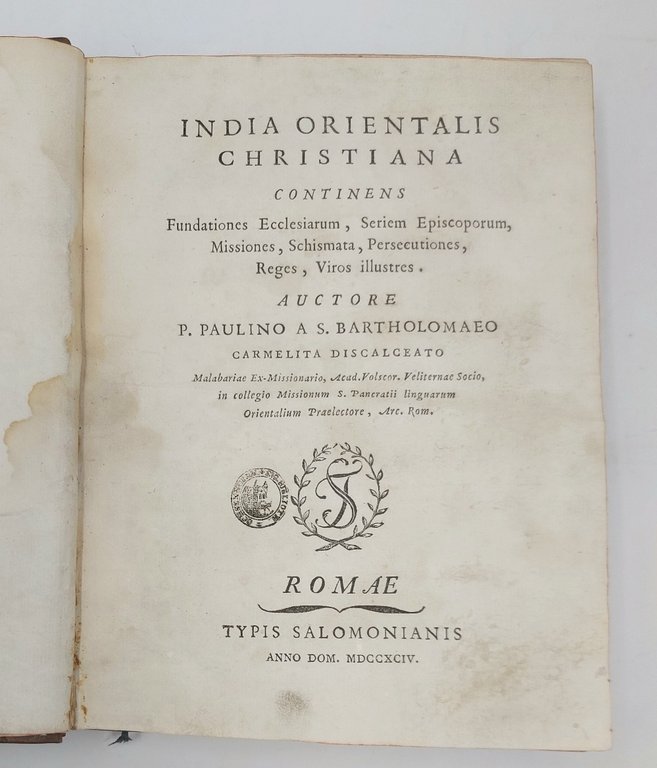 INDIA ORIENTALIS
CHRISTIANA
CONTINENS
Fundationes Ecclesiarum, Seriem Episcoporum,
Missiones, Schismata, Persecutiones,
Reges, Viros illustres.
AUCTORE
P. PAULINO A S. BARTHOLOMAEO
CARMELITA DISCALCEATO
Malabariae Ex-Missionario, Acad. Volscor. Veliternae Socio,
in collegio Missionum S. Pancratii linguarum
Orientalium Praelectore, Arc. Rom.
ROMAE
TYPIS SALOMONIANIS
ANNO DOM. MDCCXCIV.